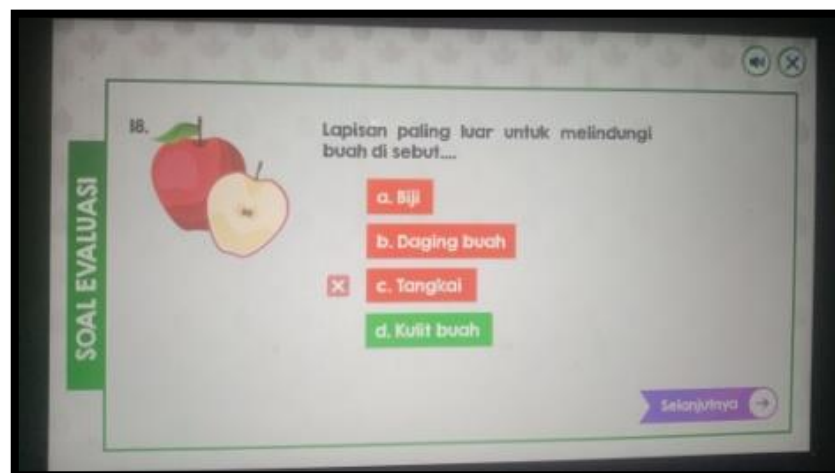 SOAL EVALUASI
18.
Lapisan paling luar untuk melindungi
buah di sebut....
a. Biji
b. Daging buah
c. Tangkai
d. Kulit buah
Selanjutnya